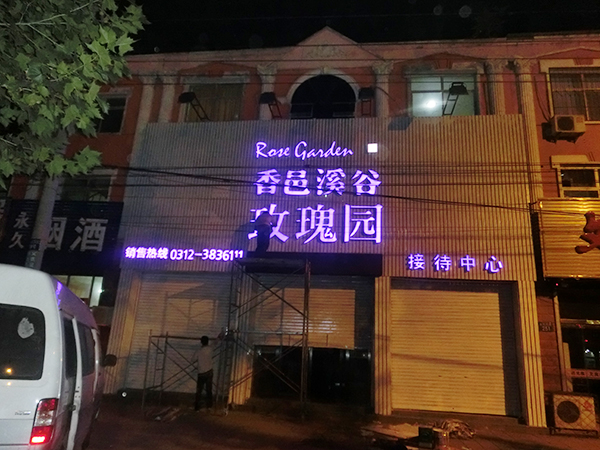 Rose Garden
香邑溪谷
玫瑰园
销售热线 0312-3836111
接待中心
永久
烟酒